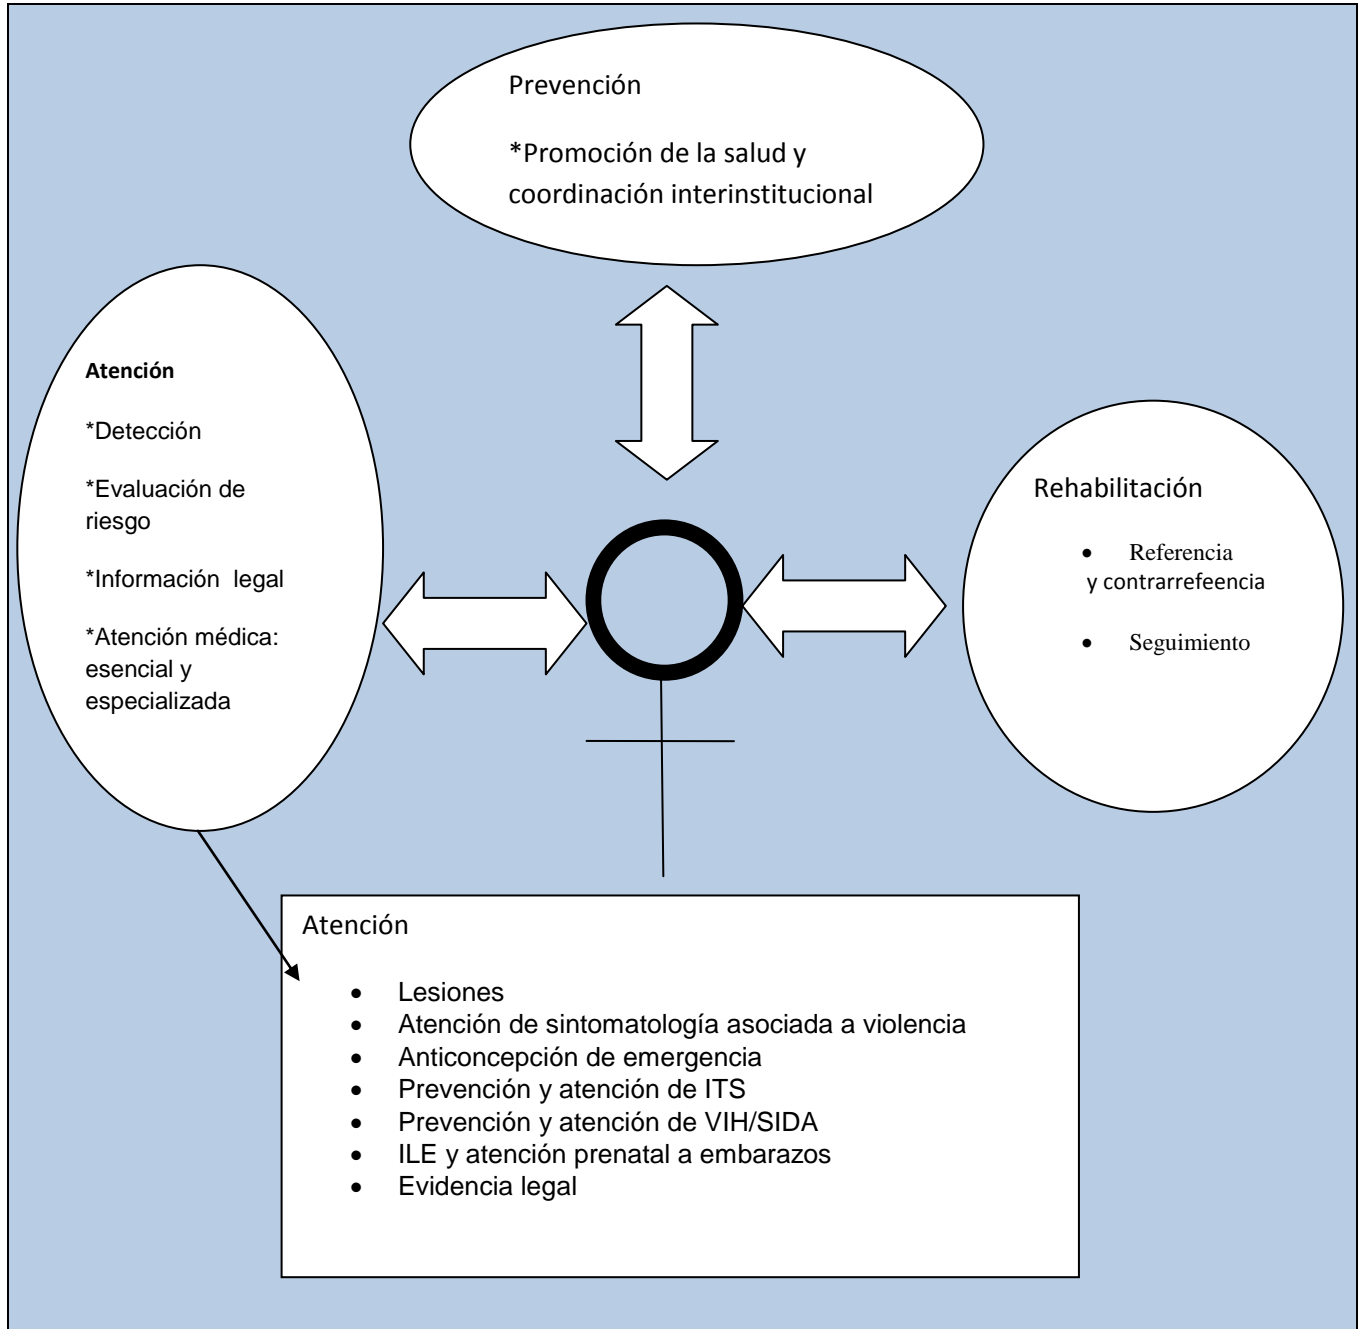 Prevención
*Promoción de la salud y
coordinación interinstitucional
Atención
*Detección
*Evaluación de
riesgo
*Información legal
*Atención médica:
esencial y
especializada
Rehabilitación
• Referencia
y contrarrefeencia
• Seguimiento
Atención
• Lesiones
• Atención de sintomatología asociada a violencia
• Anticoncepción de emergencia
• Prevención y atención de ITS
• Prevención y atención de VIH/SIDA
• ILE y atención prenatal a embarazos
• Evidencia legal